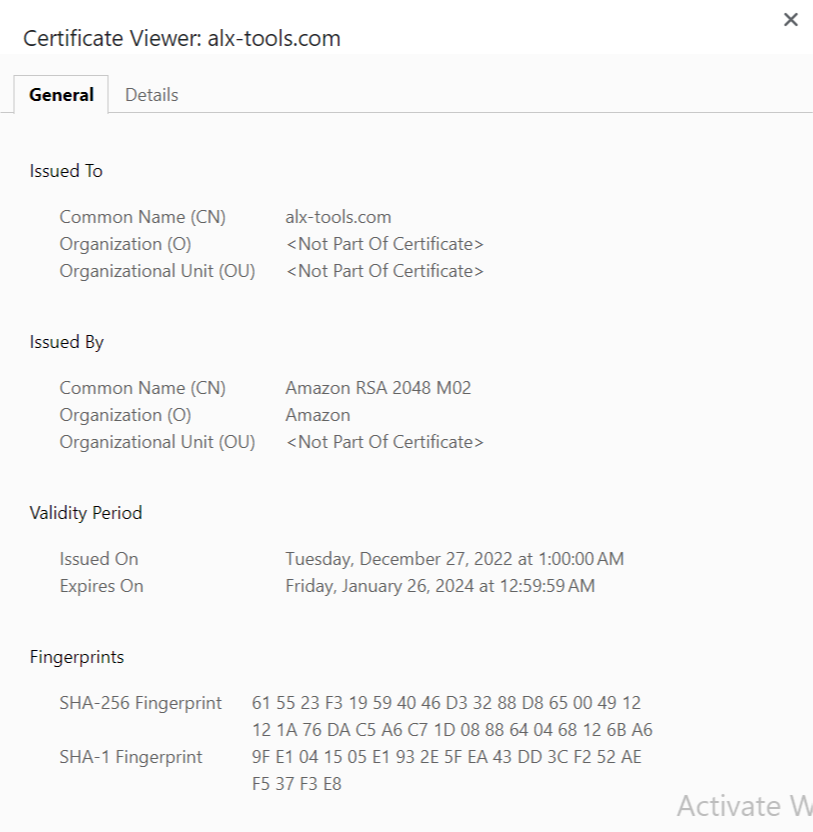 Certificate Viewer: alx-tools.com
General Details
Issued To
Common Name (CN) alx-tools.com
Organization (O) <Not Part Of Certificate>
Organizational Unit (OU) <Not Part Of Certificate>
Issued By
Common Name (CN) Amazon RSA 2048 M02
Organization (O) Amazon
Organizational Unit (OU) <Not Part Of Certificate>
Validity Period
Issued On Tuesday, December 27, 2022 at 1:00:00 AM
Expires On Friday, January 26, 2024 at 12:59:59 AM
Fingerprints
SHA-256 Fingerprint 61 55 23 F3 19 59 40 46 D3 32 88 D8 65 00 49 12
12 1A 76 DA C5 A6 C7 1D 08 88 64 04 68 12 6B A6
SHA-1 Fingerprint 9F E1 04 15 05 E1 93 2E 5F EA 43 DD 3C F2 52 AE
F5 37 F3 E8
Activate W